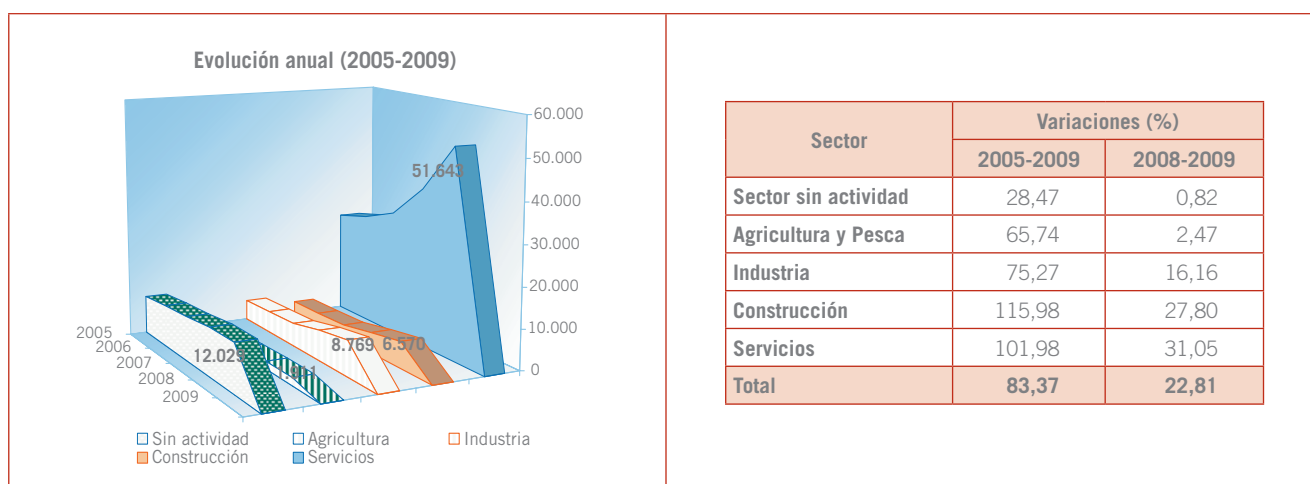 Evolución anual (2005-2009)
60.000
50.000
40.000
30.000
20.000
10.000
0
51.643
8.769
6.570
12.029
1.911
2005
2006
2007
2008
2009
Sin actividad Agricultura Industria
Construcción Servicios
Sector Variaciones (%)
2005-2009 2008-2009
Sector sin actividad 28,47 0,82
Agricultura y Pesca 65,74 2,47
Industria 75,27 16,16
Construcción 115,98 27,80
Servicios 101,98 31,05
Total 83,37 22,81